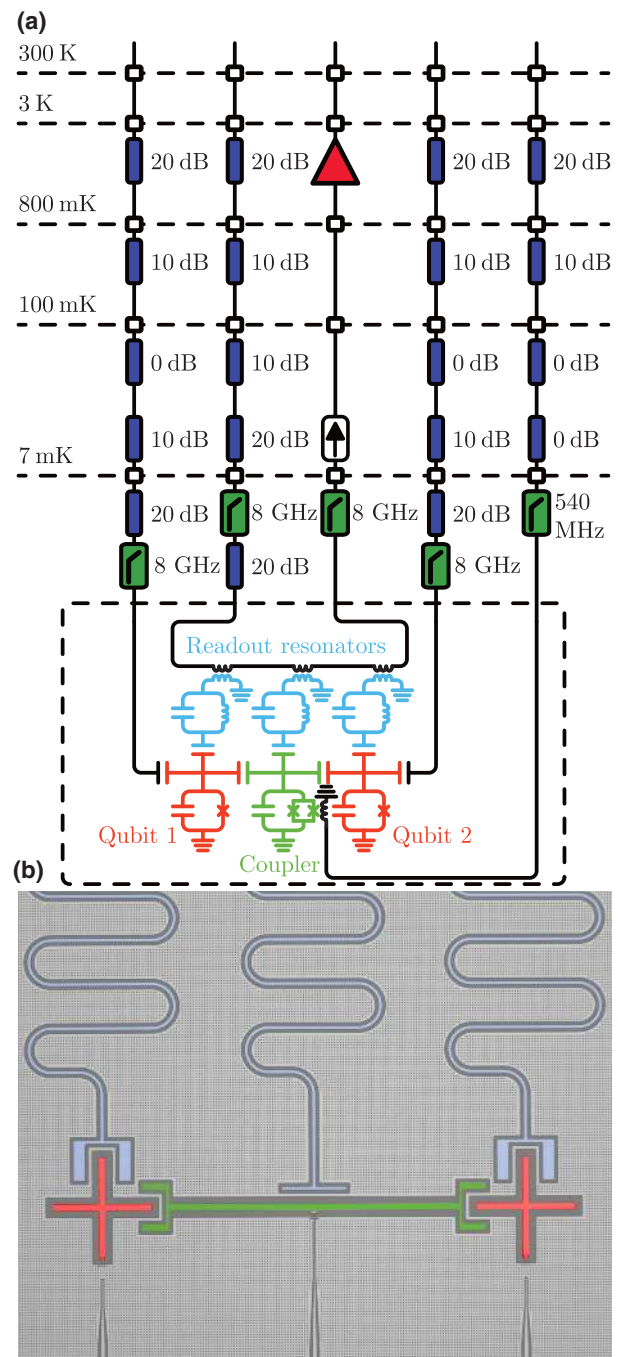 (a)
300 K
3 K
20 dB 20 dB 20 dB 20 dB
800 mK
10 dB 10 dB 10 dB 10 dB
100 mK
0 dB 10 dB 0 dB 0 dB
10 dB 20 dB 10 dB 0 dB
7 mK
20 dB 8 GHz 8 GHz 20 dB 540
MHz
8 GHz 20 dB 8 GHz
Readout resonators
Qubit 1 Qubit 2
Coupler
(b)